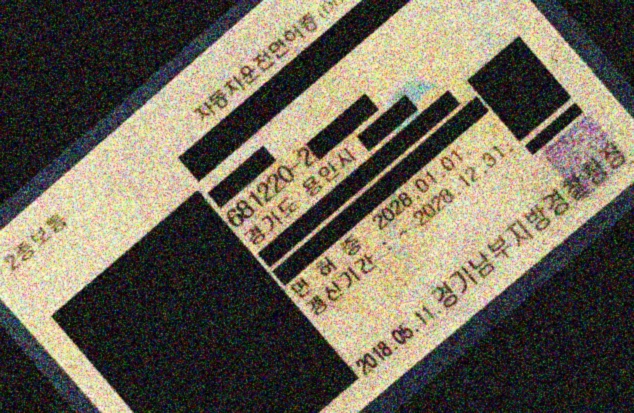 자동차운전면허증
2종보통
681220-2
경기도 용인시
면 허 증 2028.01.01
갱신기간 : ~ 2028.12.31.
2018.05.11. 경기남부지방경찰청장